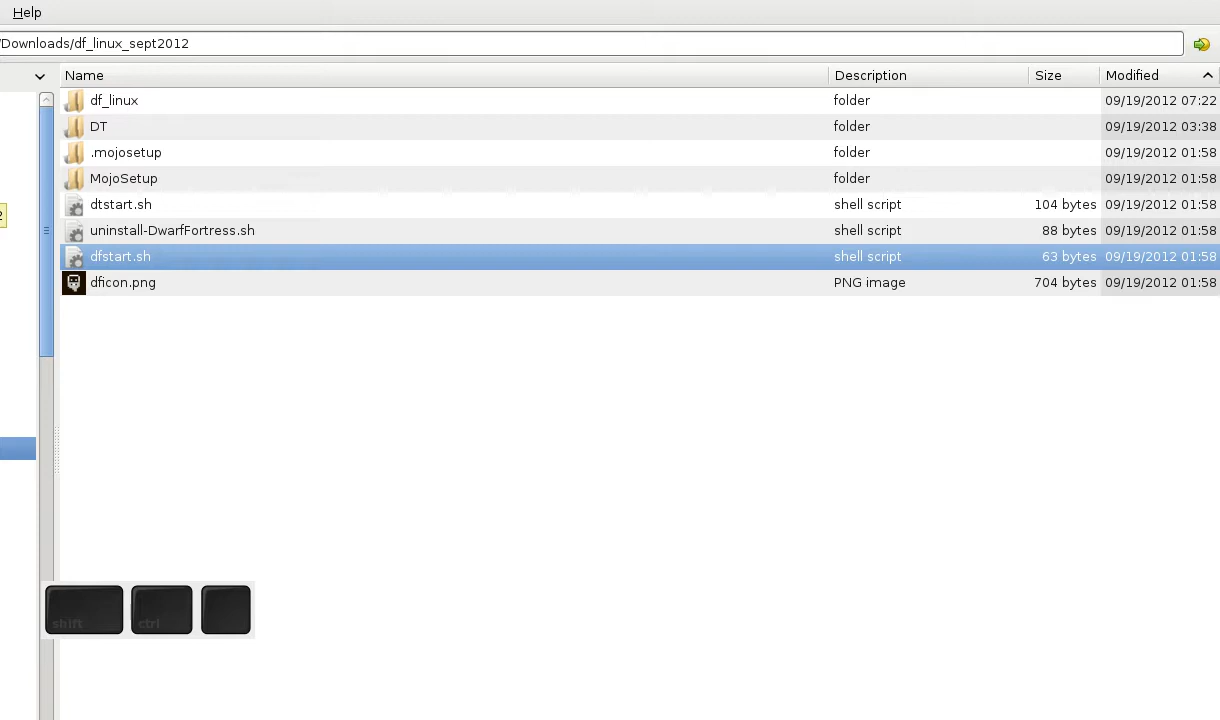 Help
/Downloads/df_linux_sept2012
Name Description Size Modified
df_linux folder 09/19/2012 07:22
DT folder 09/19/2012 03:38
.mojosetup folder 09/19/2012 01:58
MojoSetup folder 09/19/2012 01:58
dtstart.sh shell script 104 bytes 09/19/2012 01:58
uninstall-DwarfFortress.sh shell script 88 bytes 09/19/2012 01:58
dfstart.sh shell script 63 bytes 09/19/2012 01:58
dficon.png PNG image 704 bytes 09/19/2012 01:58
2
shift ctrl